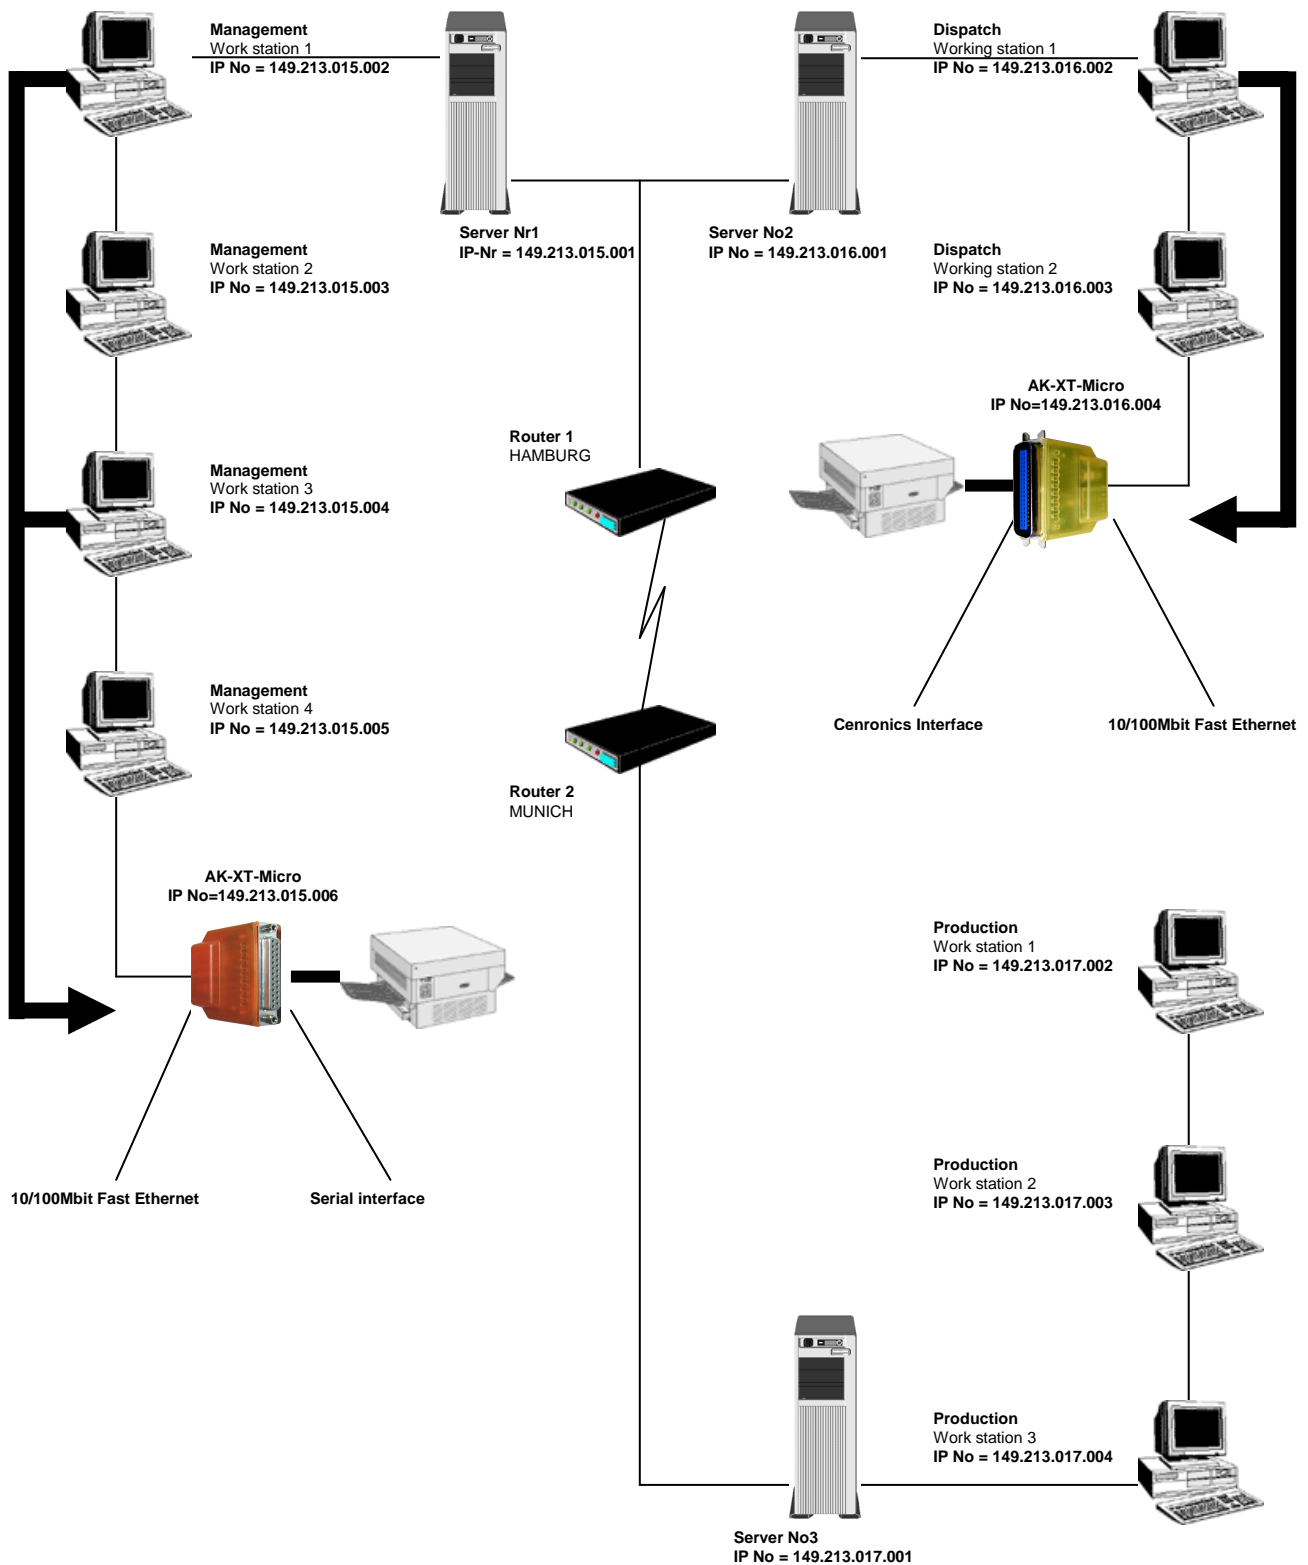 Management
Work station 1
IP No = 149.213.015.002
Dispatch
Working station 1
IP No = 149.213.016.002
Server Nr1
IP-Nr = 149.213.015.001
Server No2
IP No = 149.213.016.001
Management
Work station 2
IP No = 149.213.015.003
Dispatch
Working station 2
IP No = 149.213.016.003
AK-XT-Micro
IP No=149.213.016.004
Router 1
HAMBURG
Management
Work station 3
IP No = 149.213.015.004
Management
Work station 4
IP No = 149.213.015.005
Cenronics Interface
10/100Mbit Fast Ethernet
Router 2
MUNICH
AK-XT-Micro
IP No=149.213.015.006
Production
Work station 1
IP No = 149.213.017.002
10/100Mbit Fast Ethernet
Serial interface
Production
Work station 2
IP No = 149.213.017.003
Production
Work station 3
IP No = 149.213.017.004
Server No3
IP No = 149.213.017.001